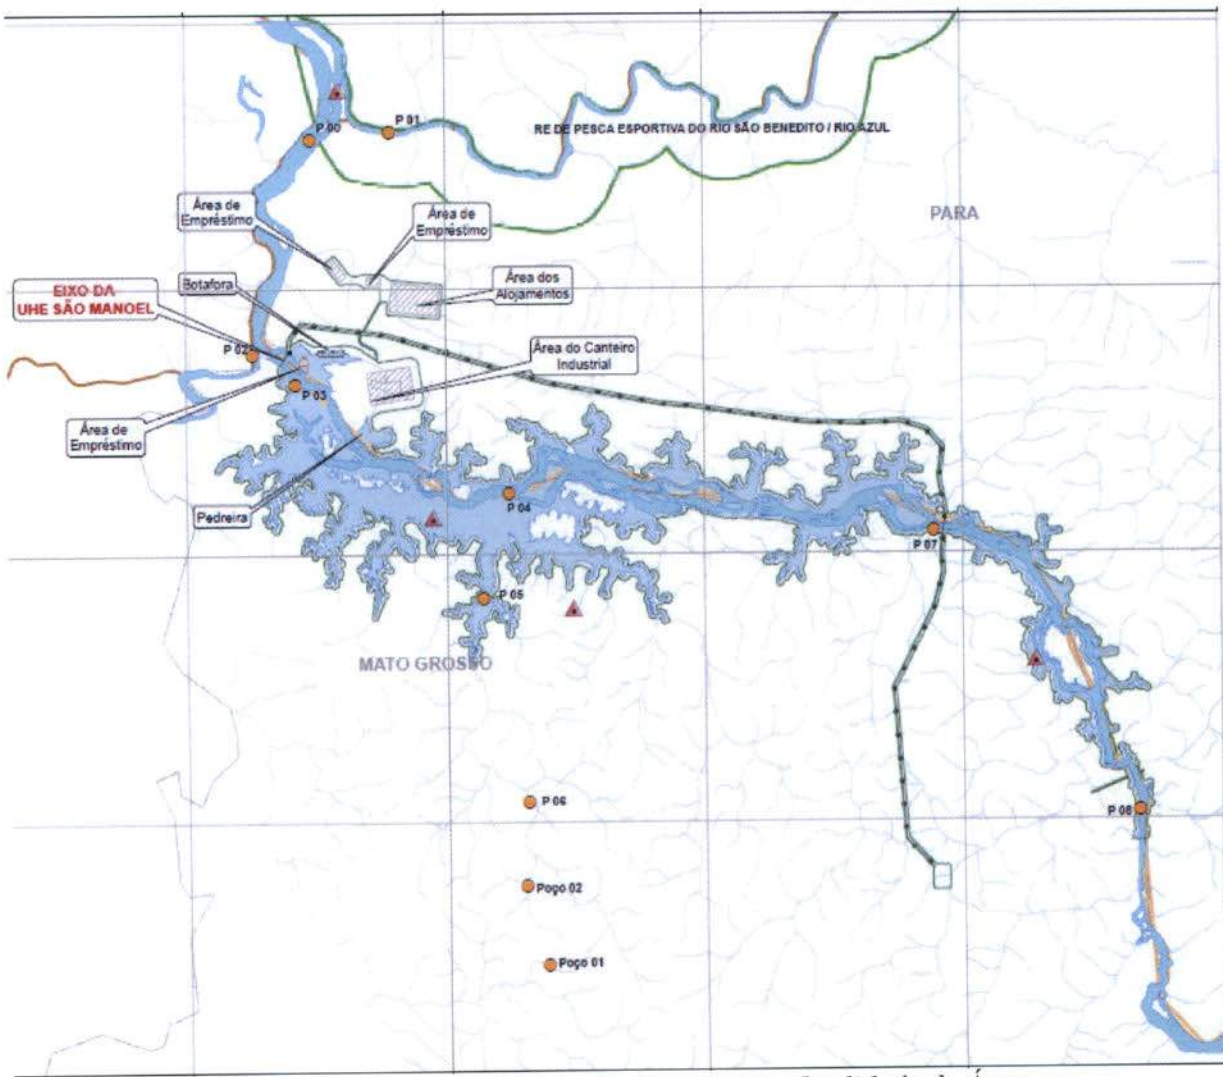 P 00
P 01
RE DE PESCA ESPORTIVA DO RIO SÃO BENEDITO / RIO AZUL
Área de
Empréstimo
Área de
Empréstimo
PARA
EIXO DA
UHE SÃO MANOEL
Botafora
Área dos
Alojamentos
P 02
Área do Canteiro
Industrial
P 03
Área de
Empréstimo
Pedreira
P 04
P 07
P 05
MATO GROSSO
P 06
P 08
Poço 02
Poço 01